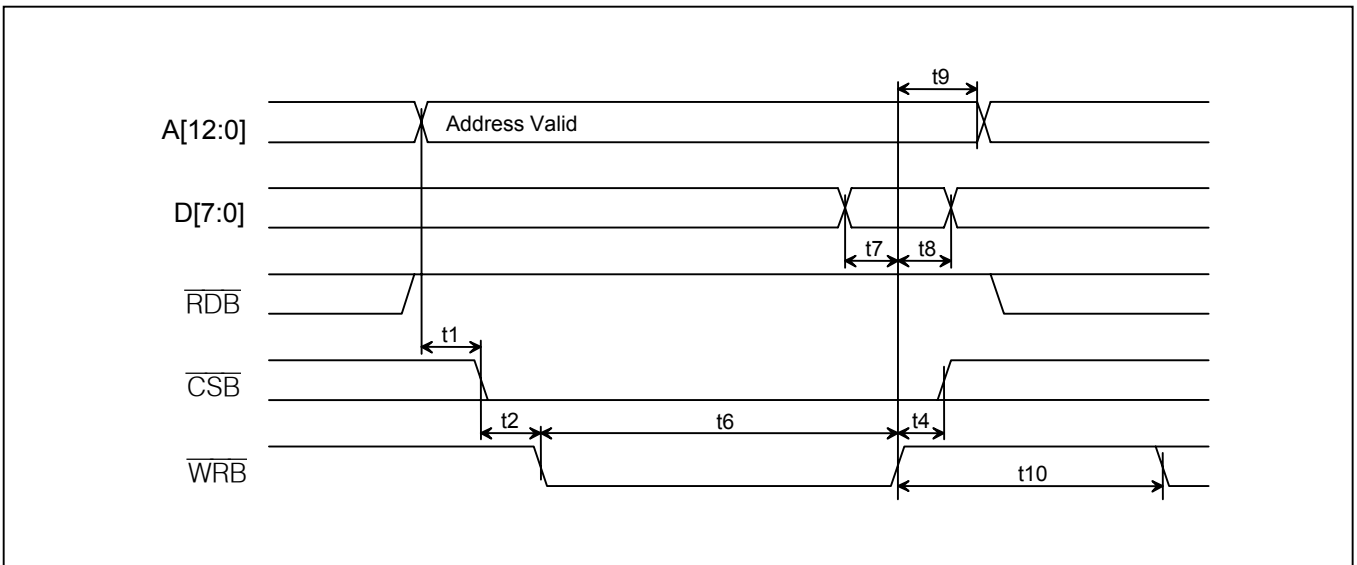 t9
A[12:0]
Address Valid
D[7:0]
t7
t8
RDB
t1
CSB
t2
t6
t4
WRB
t10